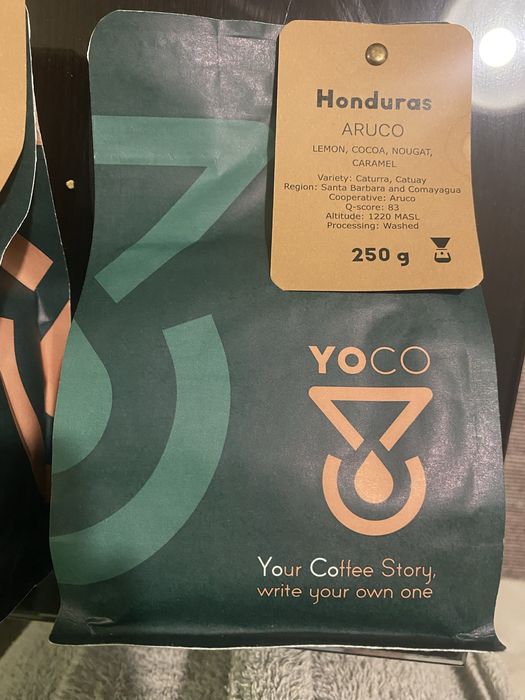 Honduras
ARUCO
LEMON, COCOA, NOUGAT,
CARAMEL
Variety: Caturra, Catuay
Region: Santa Barbara and Comayagua
Cooperative: Aruco
Q-score: 83
Altitude: 1220 MASL
Processing: Washed
250 g
YOCO
Your Coffee Story,
write your own one